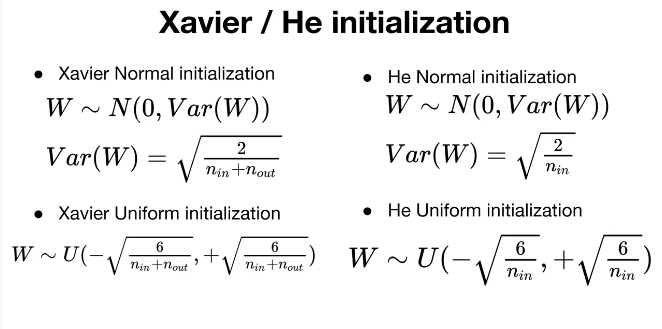 Xavier / He initialization
● Xavier Normal initialization
W ∼ N(0, Var(W))
Var(W) = √(2/(n_in+n_out))
● Xavier Uniform initialization
W ∼ U(−√(6/(n_in+n_out)), +√(6/(n_in+n_out)))
● He Normal initialization
W ∼ N(0, Var(W))
Var(W) = √(2/n_in)
● He Uniform initialization
W ∼ U(−√(6/n_in), +√(6/n_in))